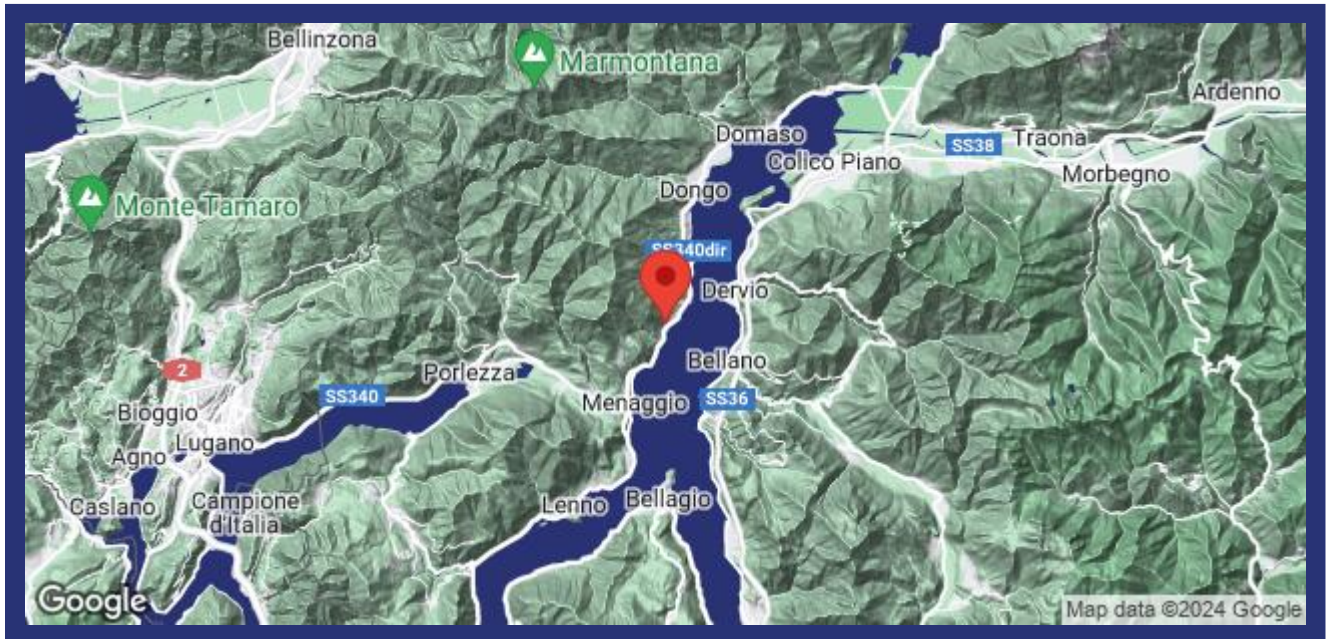 Bellinzona
Marmontana
Ardenno
Domaso
SS38
Traona
Colico Piano
Morbegno
Dongo
Monte Tamaro
SS340dir
Dervio
Bellano
2
Porlezza
SS340
Menaggio
SS36
Bioggio
Lugano
Agno
Caslano
Campione
d'Italia
Lenno
Bellagio
Google
Map data ©2024 Google